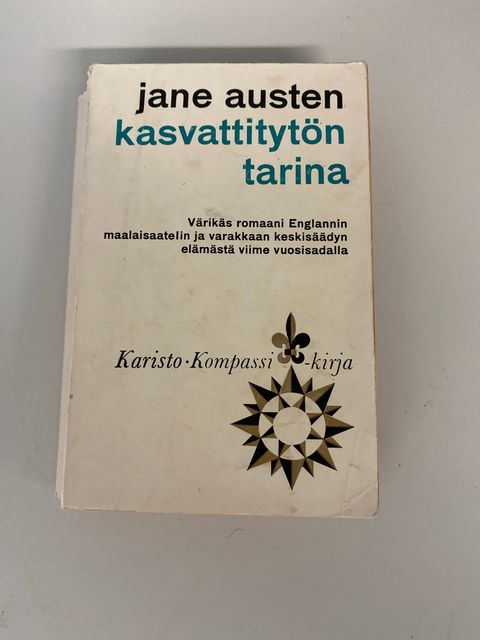 jane austen
kasvattitytön
tarina
Värikäs romaani Englannin
maalaisaatelin ja varakkaan keskisäädyn
elämästä viime vuosisadalla
Karisto·Kompassi -kirja